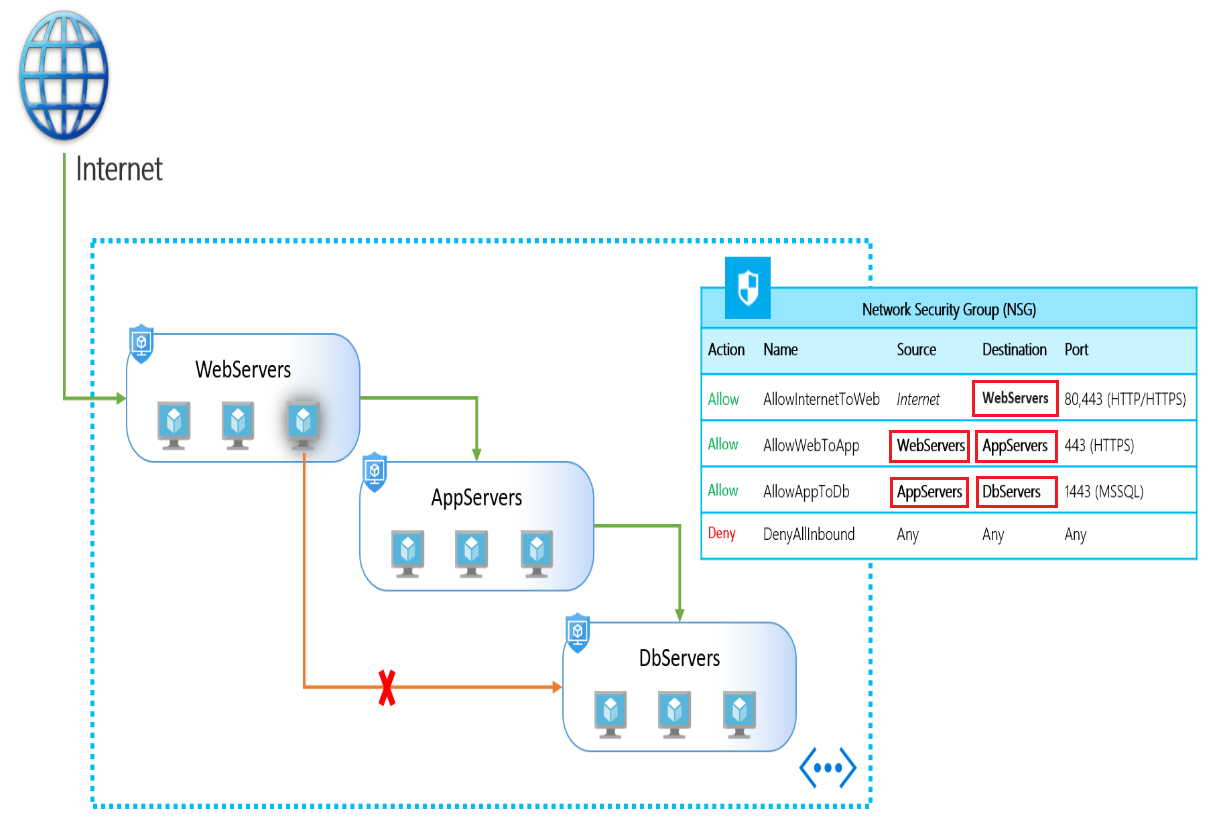 Internet
WebServers
AppServers
DbServers
Network Security Group (NSG)
Action Name Source Destination Port
Allow AllowInternetToWeb Internet WebServers 80,443 (HTTP/HTTPS)
Allow AllowWebToApp WebServers AppServers 443 (HTTPS)
Allow AllowAppToDb AppServers DbServers 1443 (MSSQL)
Deny DenyAllInbound Any Any Any